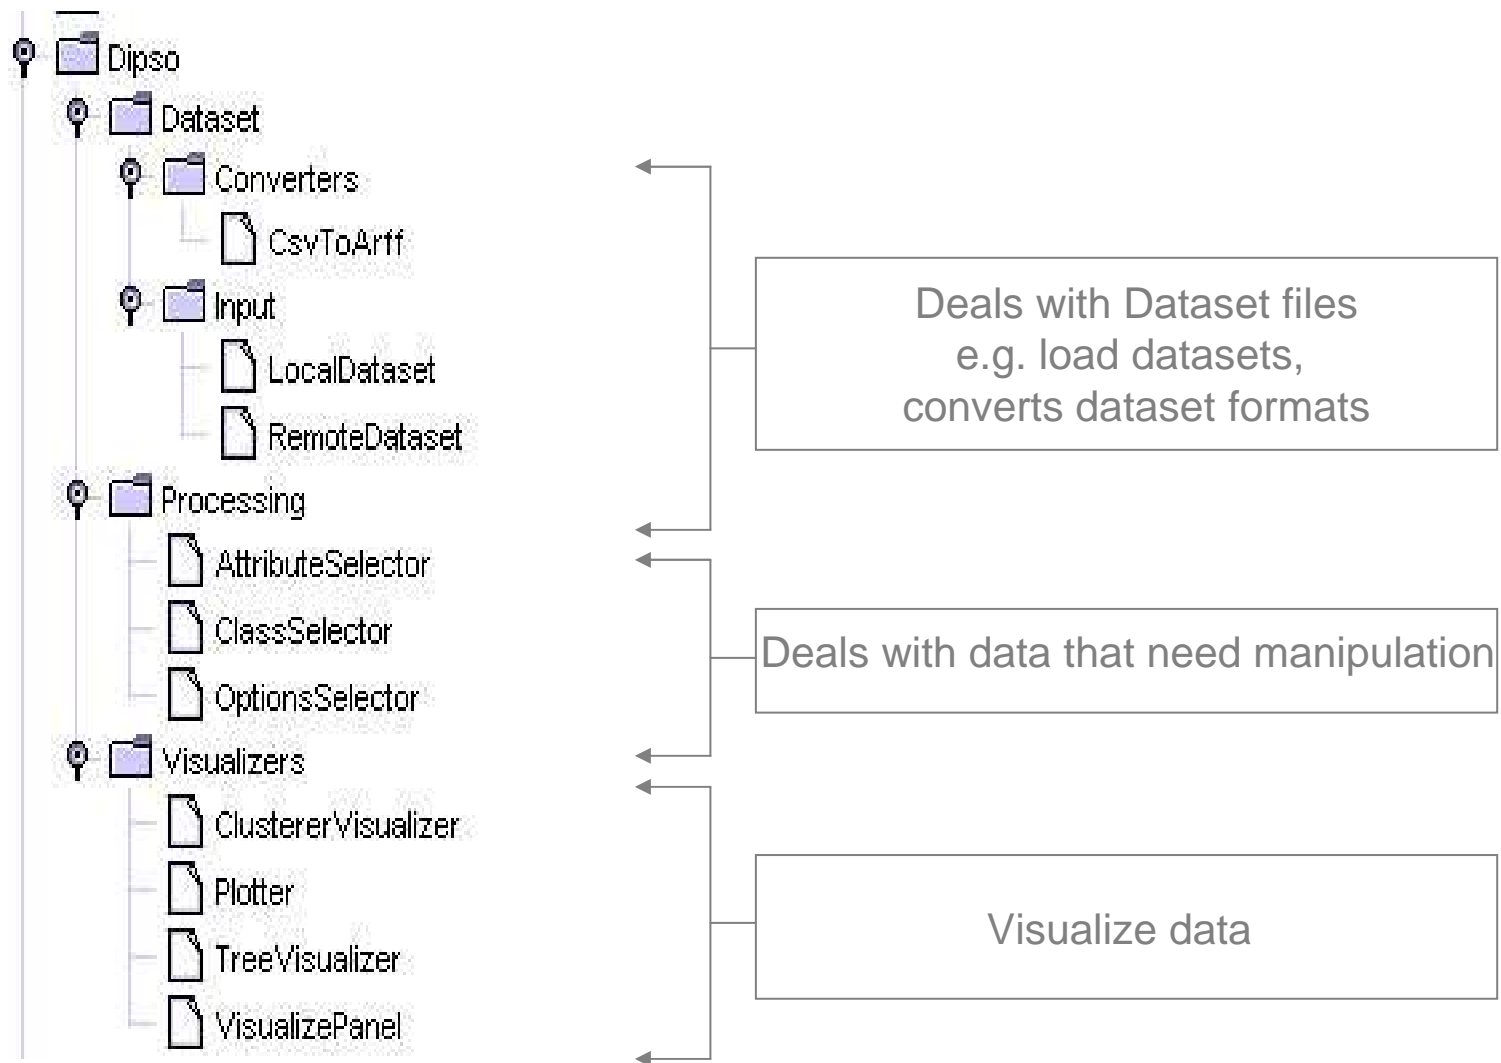 Dipso
Dataset
Converters
CsvToArff
Input
LocalDataset
RemoteDataset
Processing
AttributeSelector
ClassSelector
OptionsSelector
Visualizers
ClustererVisualizer
Plotter
TreeVisualizer
VisualizePanel
Deals with Dataset files
e.g. load datasets,
converts dataset formats
Deals with data that need manipulation
Visualize data